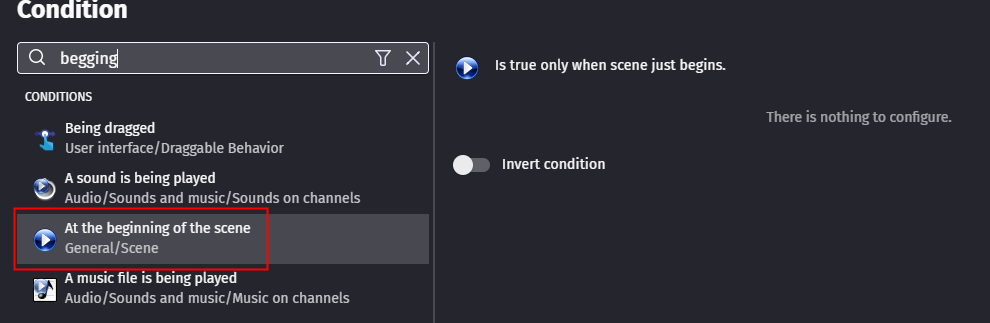 Condition
begging
CONDITIONS
Being dragged
User interface/Draggable Behavior
A sound is being played
Audio/Sounds and music/Sounds on channels
At the beginning of the scene
General/Scene
A music file is being played
Audio/Sounds and music/Music on channels
Is true only when scene just begins.
There is nothing to configure.
Invert condition